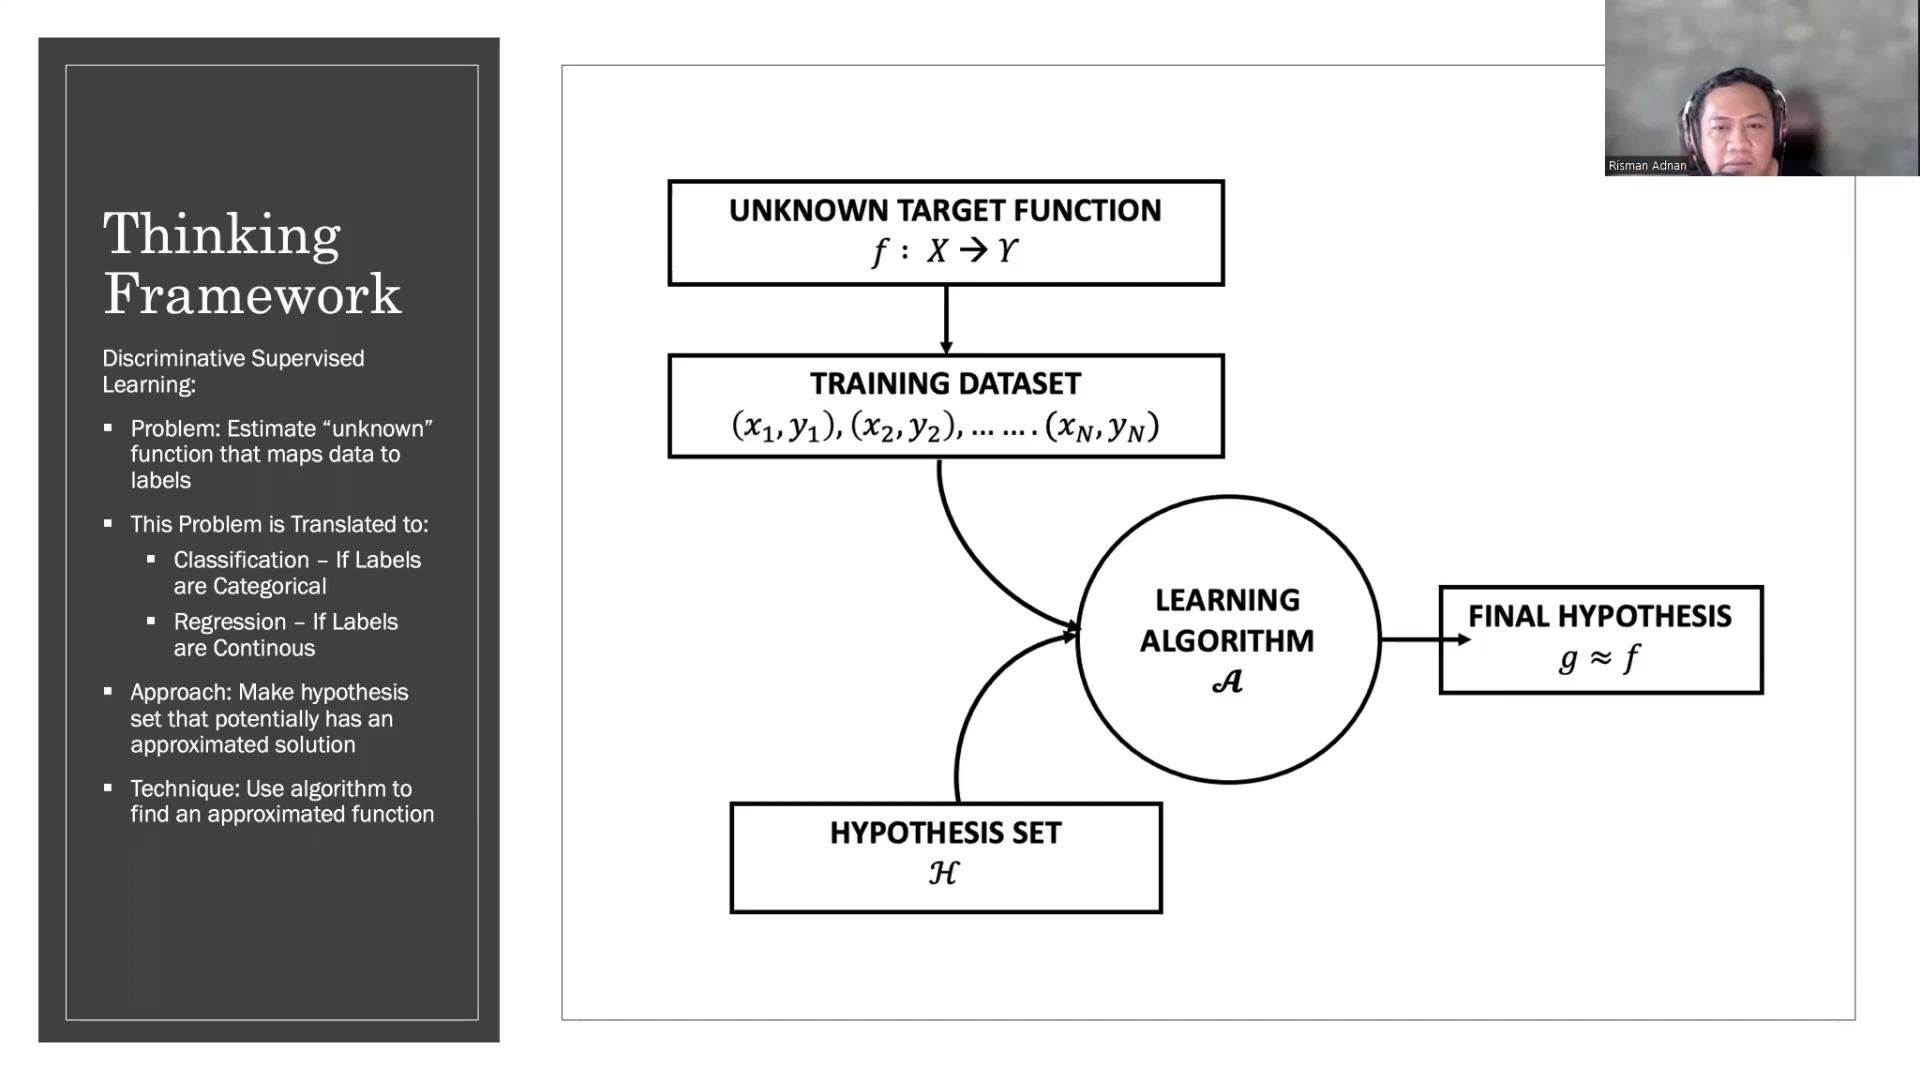 Thinking
Framework
Discriminative Supervised
Learning:
▪ Problem: Estimate “unknown”
function that maps data to
labels
▪ This Problem is Translated to:
▪ Classification – If Labels
are Categorical
▪ Regression – If Labels
are Continous
▪ Approach: Make hypothesis
set that potentially has an
approximated solution
▪ Technique: Use algorithm to
find an approximated function
UNKNOWN TARGET FUNCTION
f : X → Y
TRAINING DATASET
(x₁, y₁), (x₂, y₂), … … . (x_N, y_N)
LEARNING
ALGORITHM
𝒜
FINAL HYPOTHESIS
g ≈ f
HYPOTHESIS SET
ℋ
Risman Adnan